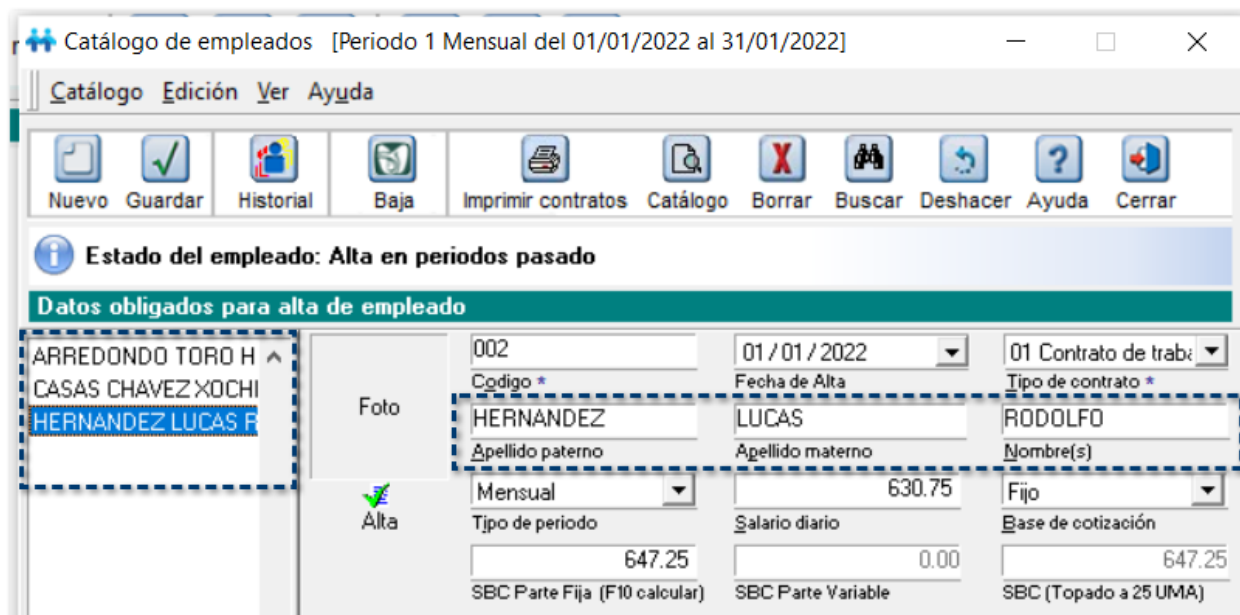 Catálogo de empleados [Periodo 1 Mensual del 01/01/2022 al 31/01/2022]
Catálogo Edición Ver Ayuda
Nuevo Guardar Historial Baja Imprimir contratos Catálogo Borrar Buscar Deshacer Ayuda Cerrar
Estado del empleado: Alta en periodos pasado
Datos obligados para alta de empleado
ARREDONDO TORO H
CASAS CHAVEZ XOCHI
HERNANDEZ LUCAS R
Foto
Alta
002 01/01/2022 01 Contrato de traba
Codigo * Fecha de Alta Tipo de contrato *
HERNANDEZ LUCAS RODOLFO
Apellido paterno Apellido materno Nombre(s)
Mensual 630.75 Fijo
Tipo de periodo Salario diario Base de cotización
647.25 0.00 647.25
SBC Parte Fija (F10 calcular) SBC Parte Variable SBC (Topado a 25 UMA)